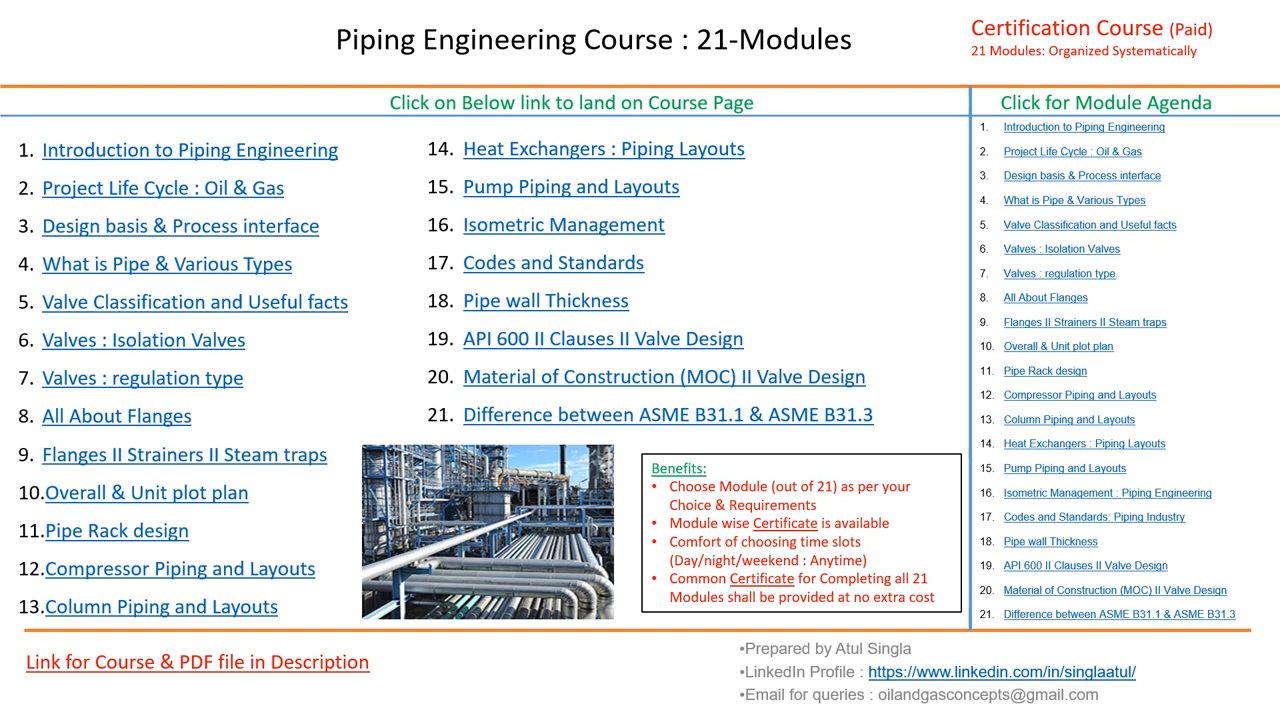 Piping Engineering Course : 21-Modules
Certification Course (Paid)
21 Modules: Organized Systematically
Click on Below link to land on Course Page
1. Introduction to Piping Engineering
2. Project Life Cycle : Oil & Gas
3. Design basis & Process interface
4. What is Pipe & Various Types
5. Valve Classification and Useful facts
6. Valves : Isolation Valves
7. Valves : regulation type
8. All About Flanges
9. Flanges II Strainers II Steam traps
10.Overall & Unit plot plan
11.Pipe Rack design
12.Compressor Piping and Layouts
13.Column Piping and Layouts
14. Heat Exchangers : Piping Layouts
15. Pump Piping and Layouts
16. Isometric Management
17. Codes and Standards
18. Pipe wall Thickness
19. API 600 II Clauses II Valve Design
20. Material of Construction (MOC) II Valve Design
21. Difference between ASME B31.1 & ASME B31.3
Benefits:
• Choose Module (out of 21) as per your
Choice & Requirements
• Module wise Certificate is available
• Comfort of choosing time slots
(Day/night/weekend : Anytime)
• Common Certificate for Completing all 21
Modules shall be provided at no extra cost
Click for Module Agenda
1. Introduction to Piping Engineering
2. Project Life Cycle : Oil & Gas
3. Design basis & Process interface
4. What is Pipe & Various Types
5. Valve Classification and Useful facts
6. Valves : Isolation Valves
7. Valves : regulation type
8. All About Flanges
9. Flanges II Strainers II Steam traps
10. Overall & Unit plot plan
11. Pipe Rack design
12. Compressor Piping and Layouts
13. Column Piping and Layouts
14. Heat Exchangers : Piping Layouts
15. Pump Piping and Layouts
16. Isometric Management : Piping Engineering
17. Codes and Standards: Piping Industry
18. Pipe wall Thickness
19. API 600 II Clauses II Valve Design
20. Material of Construction (MOC) II Valve Design
21. Difference between ASME B31.1 & ASME B31.3
Link for Course & PDF file in Description
•Prepared by Atul Singla
•LinkedIn Profile : https://www.linkedin.com/in/singlaatul/
•Email for queries : oilandgasconcepts@gmail.com